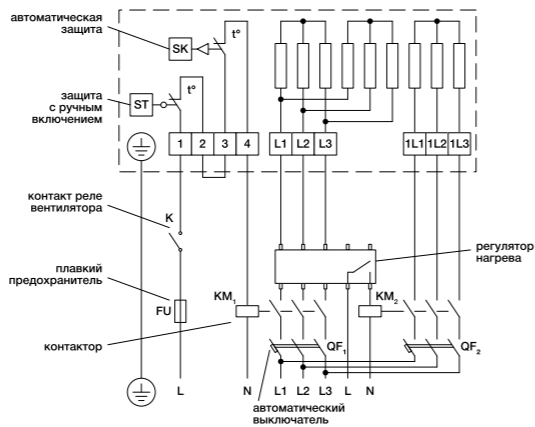 автоматическая
защита
SK
t°
защита
с ручным
включением
ST
t°
1 2 3 4 L1 L2 L3 1L1 1L2 1L3
контакт реле
вентилятора
K
регулятор
нагрева
плавкий
предохранитель
FU
KM1
KM2
контактор
QF1
QF2
L N L1 L2 L3 L N
автоматический
выключатель